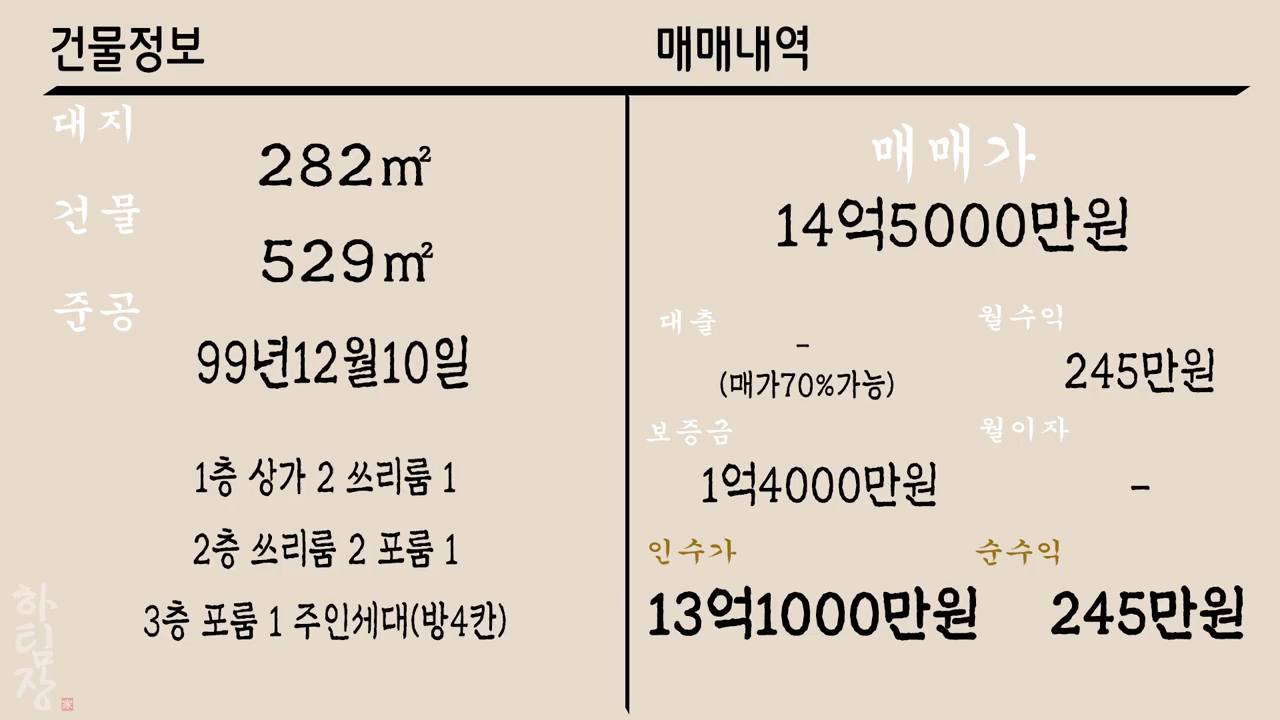 건물정보
대지
282㎡
건물
529㎡
준공
99년12월10일
1층 상가 2 쓰리룸 1
2층 쓰리룸 2 포룸 1
3층 포룸 1 주인세대(방4칸)
하팀장
매매내역
매매가
14억5000만원
대출
-
(매가70%가능)
월수익
245만원
보증금
1억4000만원
월이자
-
인수가
13억1000만원
순수익
245만원